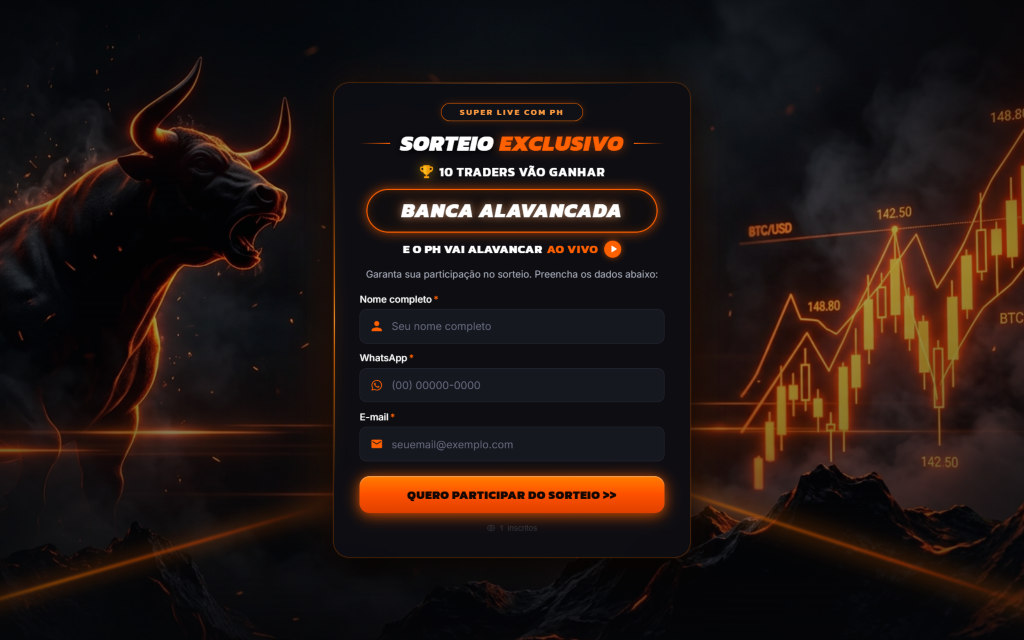 SUPER LIVE COM PH
SORTEIO EXCLUSIVO
10 TRADERS VÃO GANHAR
BANCA ALAVANCADA
E O PH VAI ALAVANCAR AO VIVO
Garanta sua participação no sorteio. Preencha os dados abaixo:
Nome completo *
Seu nome completo
WhatsApp *
(00) 00000-0000
E-mail *
seuemail@exemplo.com
QUERO PARTICIPAR DO SORTEIO >>
1 inscritos
148.80
142.50
BTC/USD
148.80
BTC
142.50